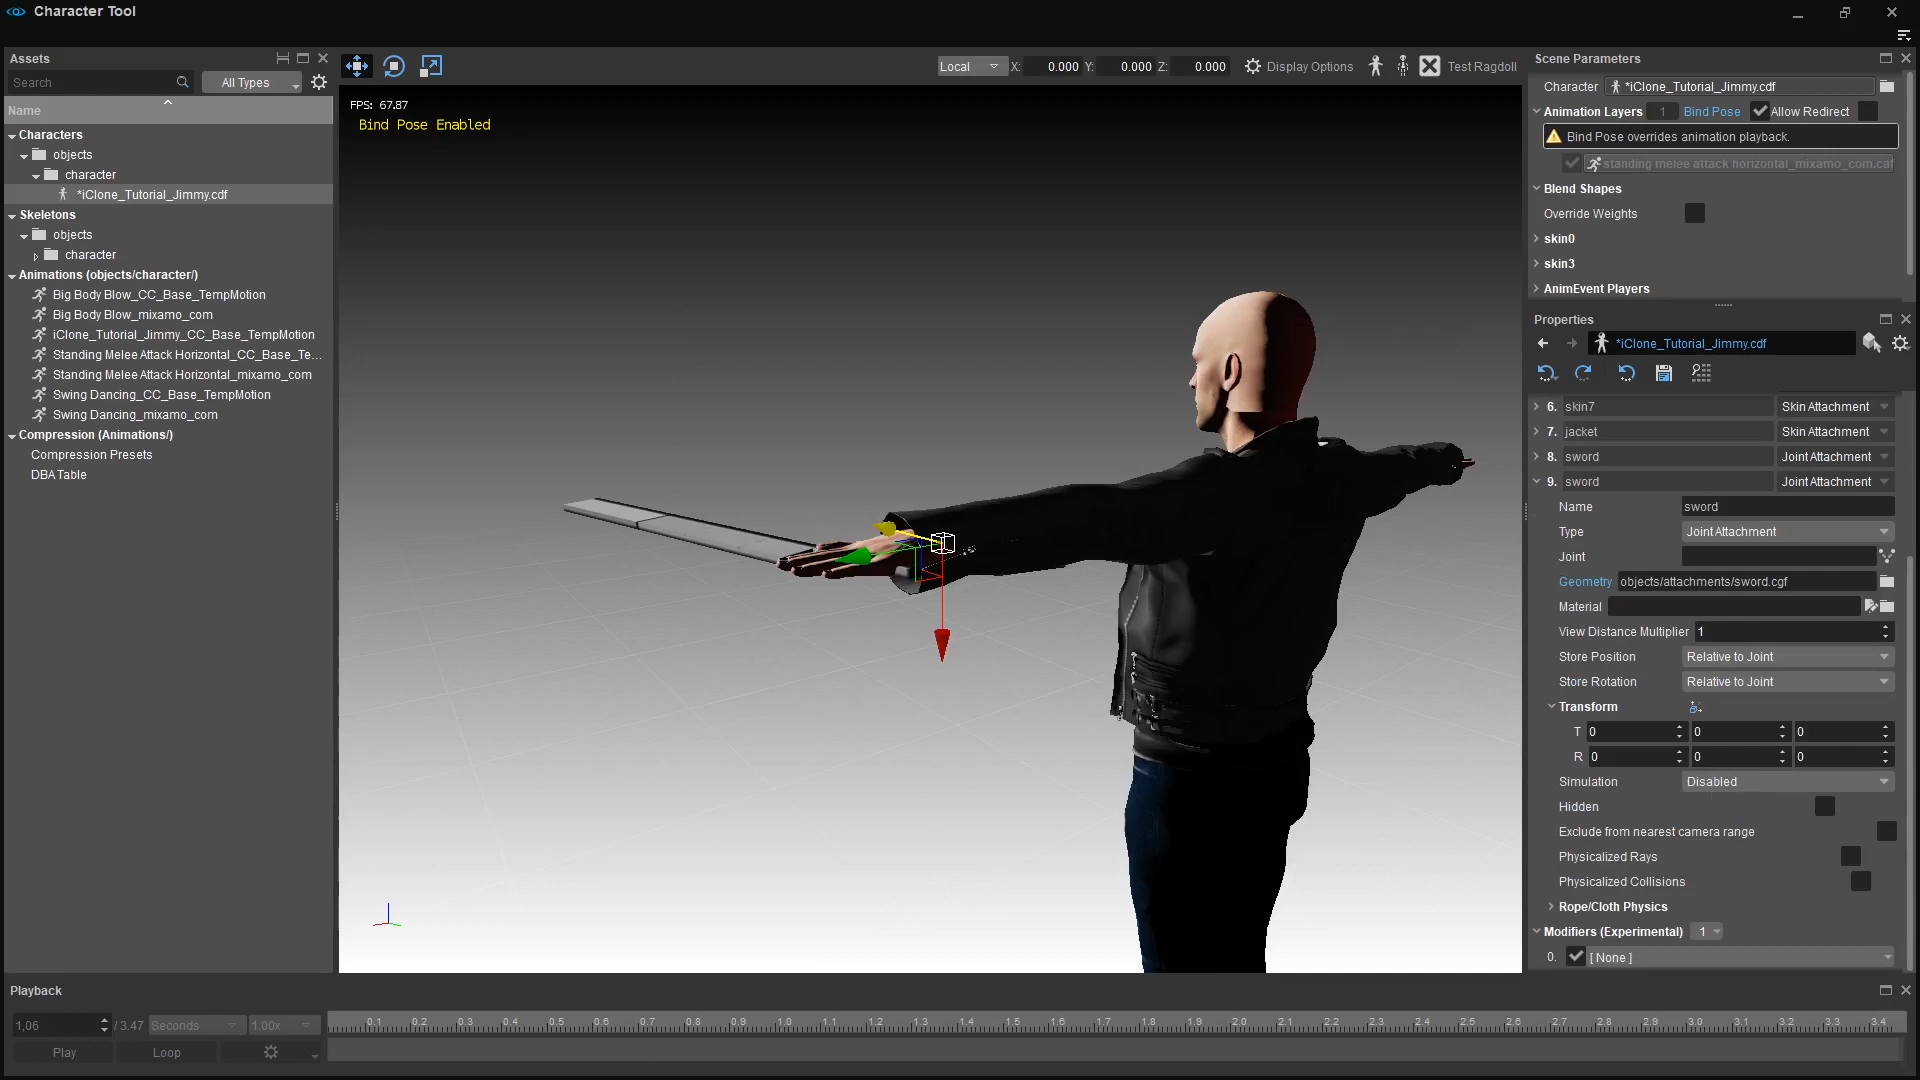 Character Tool
Assets
Search
All Types
Name
Characters
objects
character
*iClone_Tutorial_Jimmy.cdf
Skeletons
objects
character
Animations (objects/character/)
Big Body Blow_CC_Base_TempMotion
Big Body Blow_mixamo_com
iClone_Tutorial_Jimmy_CC_Base_TempMotion
Standing Melee Attack Horizontal_CC_Base_Te...
Standing Melee Attack Horizontal_mixamo_com
Swing Dancing_CC_Base_TempMotion
Swing Dancing_mixamo_com
Compression (Animations/)
Compression Presets
DBA Table
Local X: 0.000 Y: 0.000 Z: 0.000 Display Options Test Ragdoll
FPS: 67.87
Bind Pose Enabled
Scene Parameters
Character *iClone_Tutorial_Jimmy.cdf
Animation Layers 1 Bind Pose Allow Redirect
Bind Pose overrides animation playback.
standing melee attack horizontal_mixamo_com.caf
Blend Shapes
Override Weights
skin0
skin3
AnimEvent Players
Properties
*iClone_Tutorial_Jimmy.cdf
6. skin7 Skin Attachment
7. jacket Skin Attachment
8. sword Joint Attachment
9. sword Joint Attachment
Name sword
Type Joint Attachment
Joint
Geometry objects/attachments/sword.cgf
Material
View Distance Multiplier 1
Store Position Relative to Joint
Store Rotation Relative to Joint
Transform
T 0 0 0
R 0 0 0
Simulation Disabled
Hidden
Exclude from nearest camera range
Physicalized Rays
Physicalized Collisions
Rope/Cloth Physics
Modifiers (Experimental) 1
0. [ None ]
Playback
1,06 / 3.47 Seconds 1.00x
0.1 0.2 0.3 0.4 0.5 0.6 0.7 0.8 0.9 1.0 1.1 1.2 1.3 1.4 1.5 1.6 1.7 1.8 1.9 2.0 2.1 2.2 2.3 2.4 2.5 2.6 2.7 2.8 2.9 3.0 3.1 3.2 3.3 3.4
Play Loop